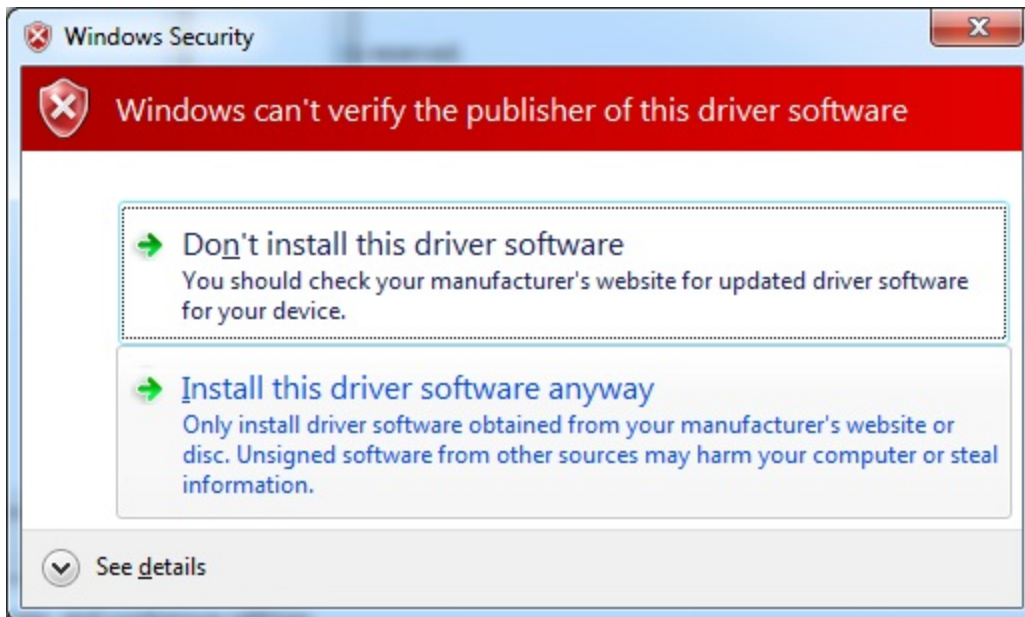 Windows Security
is reserved.
Windows can't verify the publisher of this driver software
Don't install this driver software
You should check your manufacturer's website for updated driver software
for your device.
Install this driver software anyway
Only install driver software obtained from your manufacturer's website or
disc. Unsigned software from other sources may harm your computer or steal
information.
See details